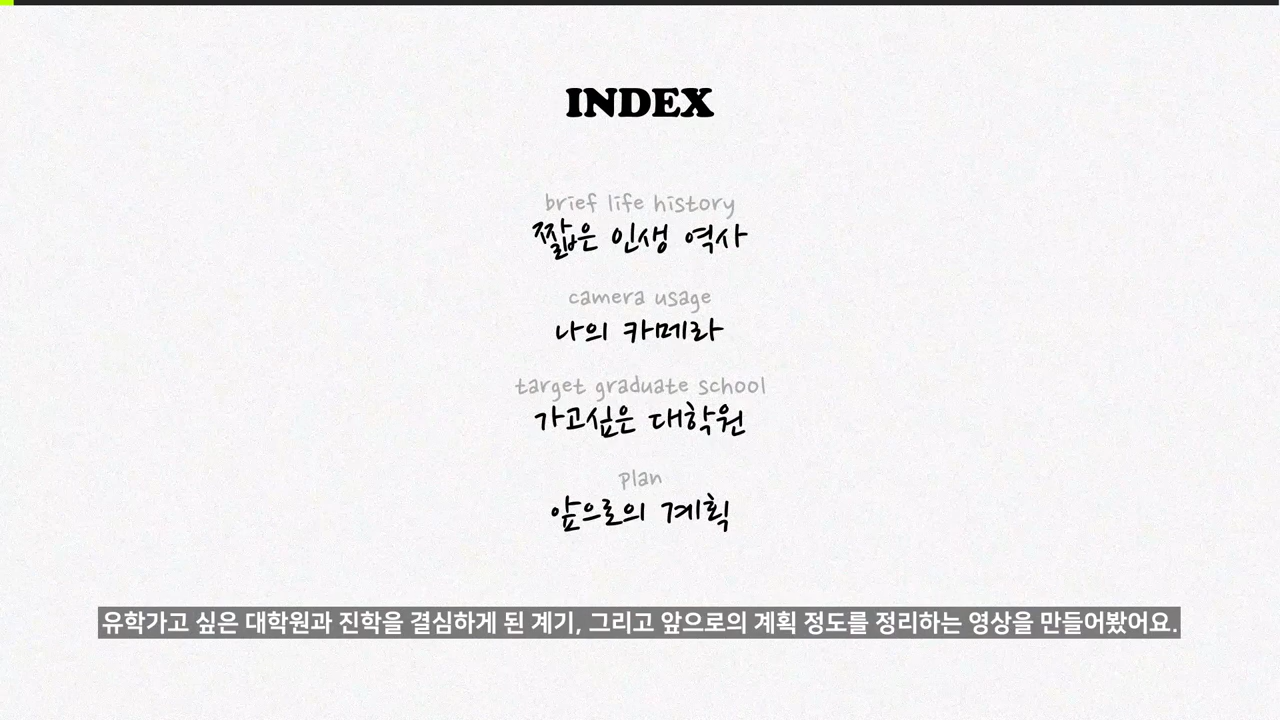 INDEX
brief life history
짧은 인생 역사
camera usage
나의 카메라
target graduate school
가고싶은 대학원
plan
앞으로의 계획
유학가고 싶은 대학원과 진학을 결심하게 된 계기, 그리고 앞으로의 계획 정도를 정리하는 영상을 만들어봤어요.